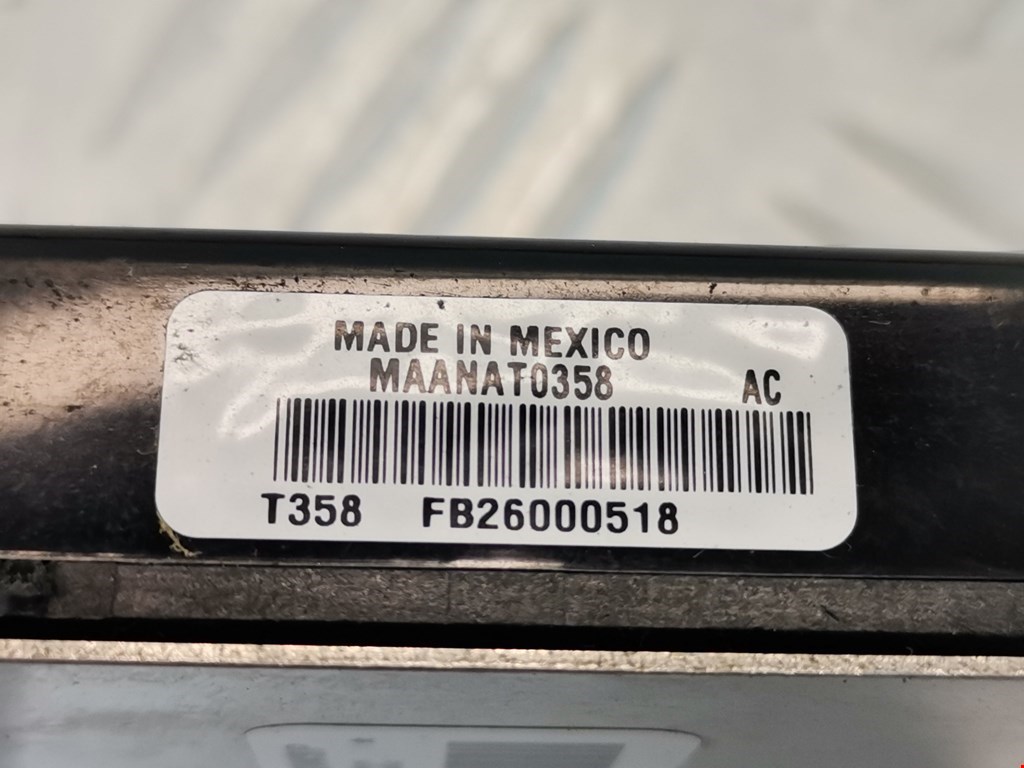 MADE IN MEXICO
MAANAT0358 AC
T358 FB26000518